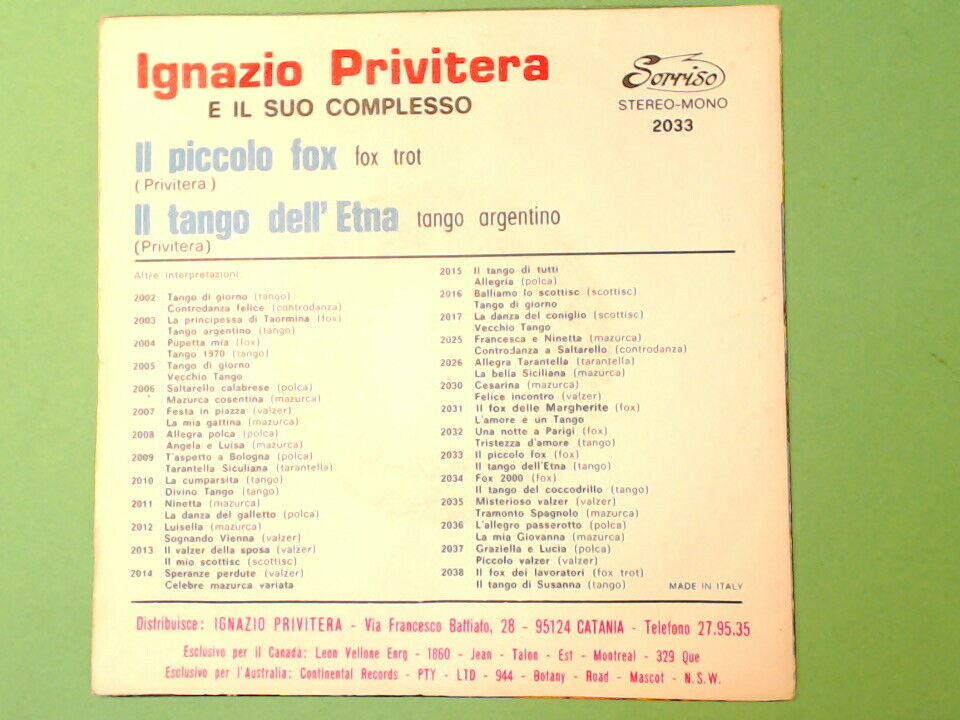 Ignazio Privitera
E IL SUO COMPLESSO
Sorriso
STEREO-MONO
2033
Il piccolo fox fox trot
( Privitera )
Il tango dell'Etna tango argentino
(Privitera)
Altre interpretazioni:
2002 Tango di giorno (tango)
Controdanza felice (controdanza)
2003 La principessa di Taormina (fox)
Tango argentino (tango)
2004 Pupetta mia (fox)
Tango 1970 (tango)
2005 Tango di giorno
Vecchio Tango
2006 Saltarello calabrese (polca)
Mazurca cosentina (mazurca)
2007 Festa in piazza (valzer)
La mia gattina (mazurca)
2008 Allegra polca (polca)
Angela e Luisa (mazurca)
2009 T'aspetto a Bologna (polca)
Tarantella Siculiana (tarantella)
2010 La cumparsita (tango)
Divino Tango (tango)
2011 Ninetta (mazurca)
La danza del galletto (polca)
2012 Luisella (mazurca)
Sognando Vienna (valzer)
2013 Il valzer della sposa (valzer)
Il mio scottisc (scottisc)
2014 Speranze perdute (valzer)
Celebre mazurca variata
2015 Il tango di tutti
Allegria (polca)
2016 Balliamo lo scottisc (scottisc)
Tango di giorno
2017 La danza del coniglio (scottisc)
Vecchio Tango
2025 Francesca e Ninetta (mazurca)
Controdanza a Saltarello (controdanza)
2026 Allegra Tarantella (tarantella)
La bella Siciliana (mazurca)
2030 Cesarina (mazurca)
Felice incontro (valzer)
2031 Il fox delle Margherite (fox)
L'amore è un Tango
2032 Una notte a Parigi (fox)
Tristezza d'amore (tango)
2033 Il piccolo fox (fox)
Il tango dell'Etna (tango)
2034 Fox 2000 (fox)
Il tango del coccodrillo (tango)
2035 Misterioso valzer (valzer)
Tramonto Spagnolo (mazurca)
2036 L'allegro passerotto (polca)
La mia Giovanna (mazurca)
2037 Graziella e Lucia (polca)
Piccolo valzer (valzer)
2038 Il fox dei lavoratori (fox trot)
Il tango di Susanna (tango)
MADE IN ITALY
Distribuisce: IGNAZIO PRIVITERA - Via Francesco Battiato, 28 - 95124 CATANIA - Telefono 27.95.35
Esclusivo per il Canada: Leon Vellone Enrg - 1860 - Jean - Talon - Est - Montreal - 329 Que
Esclusivo per l'Australia: Continental Records - PTY - LTD - 944 - Botany - Road - Mascot - N.S.W.